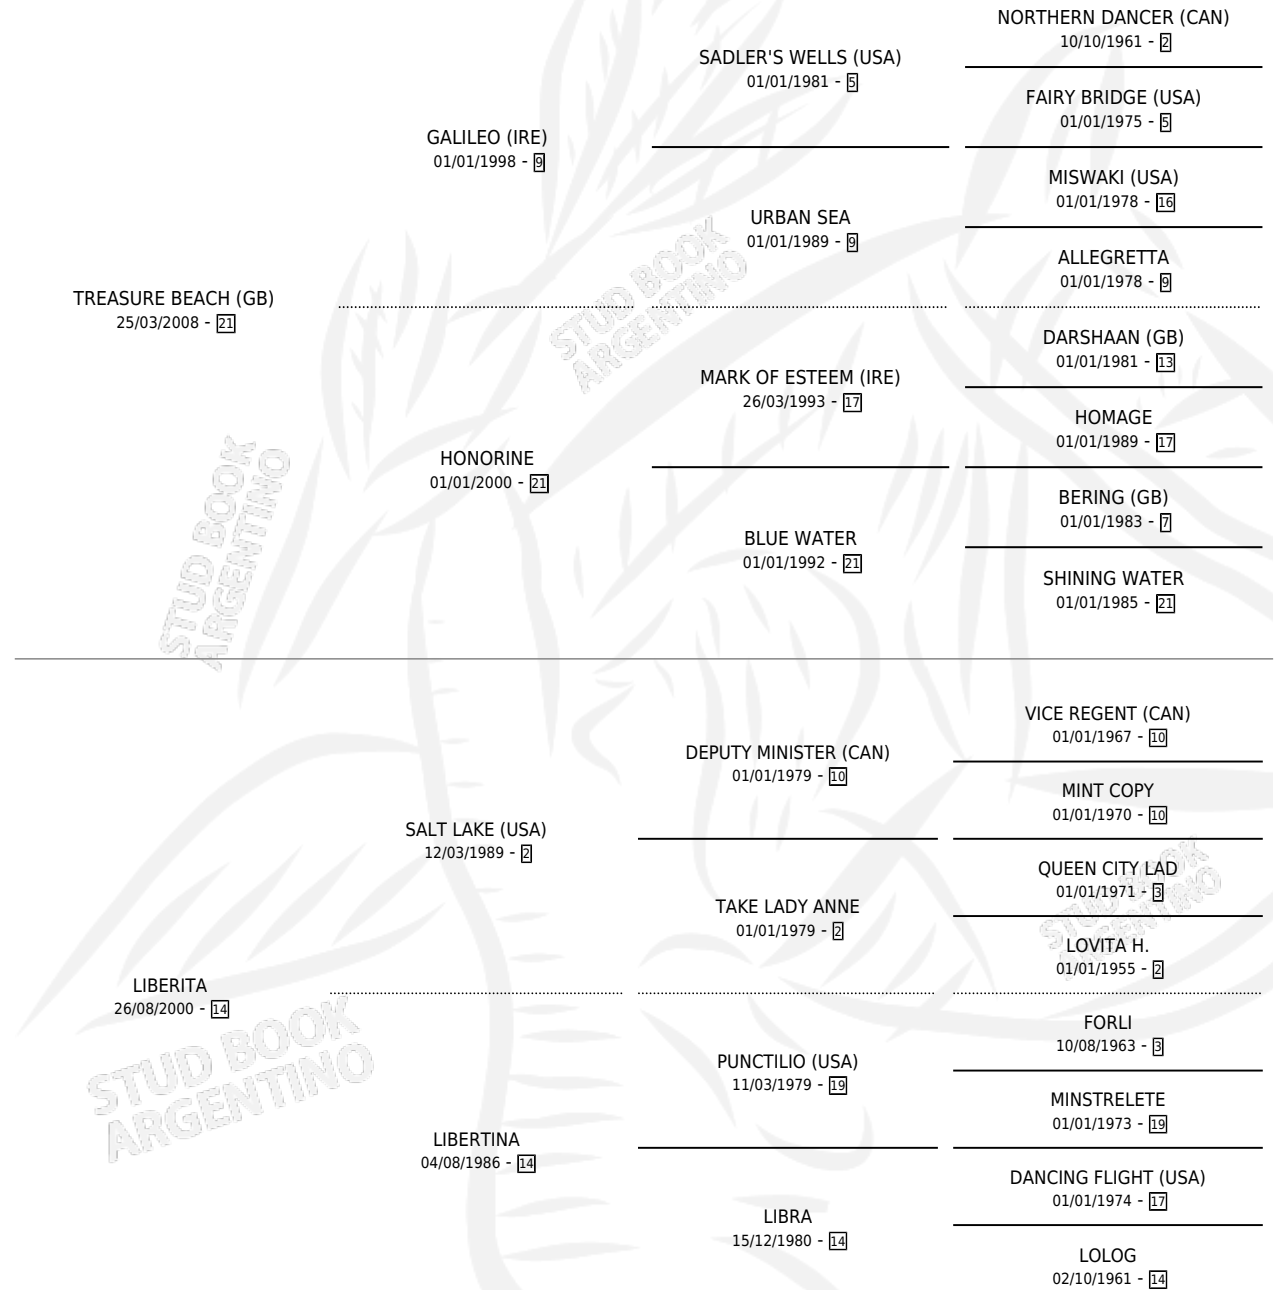 NORTHERN DANCER (CAN)
10/10/1961 - 2
SADLER'S WELLS (USA)
01/01/1981 - 5
FAIRY BRIDGE (USA)
01/01/1975 - 5
GALILEO (IRE)
01/01/1998 - 9
MISWAKI (USA)
01/01/1978 - 16
URBAN SEA
01/01/1989 - 9
ALLEGRETTA
01/01/1978 - 9
TREASURE BEACH (GB)
25/03/2008 - 21
STUD BOOK
ARGENTINO
DARSHAAN (GB)
01/01/1981 - 13
MARK OF ESTEEM (IRE)
26/03/1993 - 17
HOMAGE
01/01/1989 - 17
HONORINE
01/01/2000 - 21
BERING (GB)
01/01/1983 - 7
BLUE WATER
01/01/1992 - 21
SHINING WATER
01/01/1985 - 21
STUD BOOK
ARGENTINO
VICE REGENT (CAN)
01/01/1967 - 10
DEPUTY MINISTER (CAN)
01/01/1979 - 10
MINT COPY
01/01/1970 - 10
SALT LAKE (USA)
12/03/1989 - 2
QUEEN CITY LAD
01/01/1971 - 3
TAKE LADY ANNE
01/01/1979 - 2
STUD BOOK
ARGENTINO
LOVITA H.
01/01/1955 - 2
LIBERITA
26/08/2000 - 14
FORLI
10/08/1963 - 3
STUD BOOK
ARGENTINO
PUNCTILIO (USA)
11/03/1979 - 19
MINSTRELETE
01/01/1973 - 19
LIBERTINA
04/08/1986 - 14
DANCING FLIGHT (USA)
01/01/1974 - 17
LIBRA
15/12/1980 - 14
LOLOG
02/10/1961 - 14